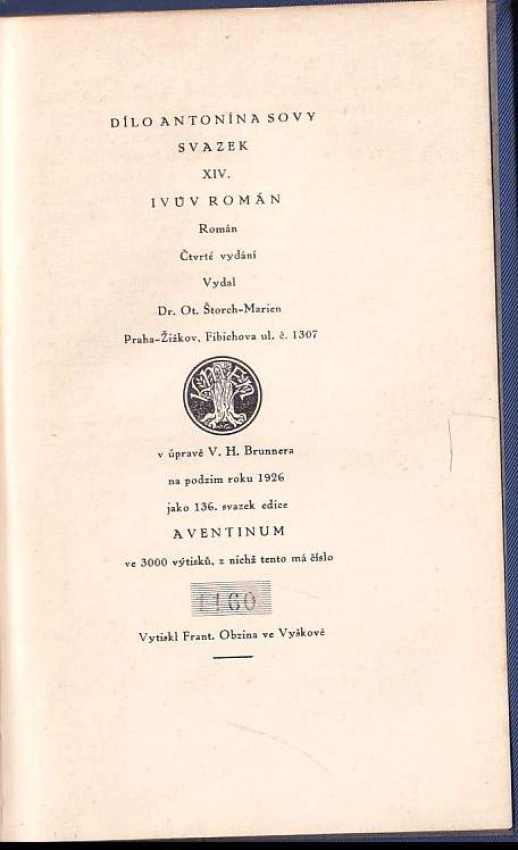 DÍLO ANTONÍNA SOVY
SVAZEK
XIV.
IVŮV ROMÁN
Román
Čtvrté vydání
Vydal
Dr. Ot. Štorch-Marien
Praha-Žižkov, Fibichova ul. č. 1307
v úpravě V. H. Brunnera
na podzim roku 1926
jako 136. svazek edice
AVENTINUM
ve 3000 výtisků, z nichž tento má číslo
1160
Vytiskl Frant. Obzina ve Vyškově